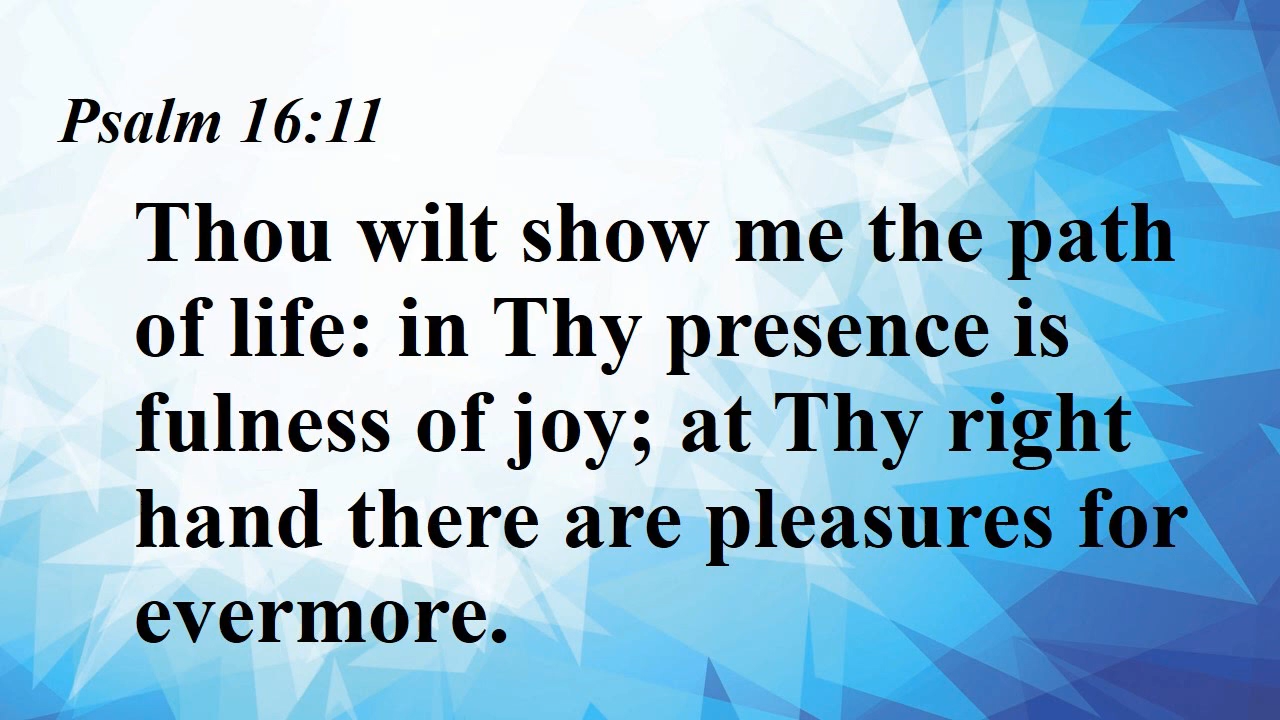 Psalm 16:11
Thou wilt show me the path
of life: in Thy presence is
fulness of joy; at Thy right
hand there are pleasures for
evermore.